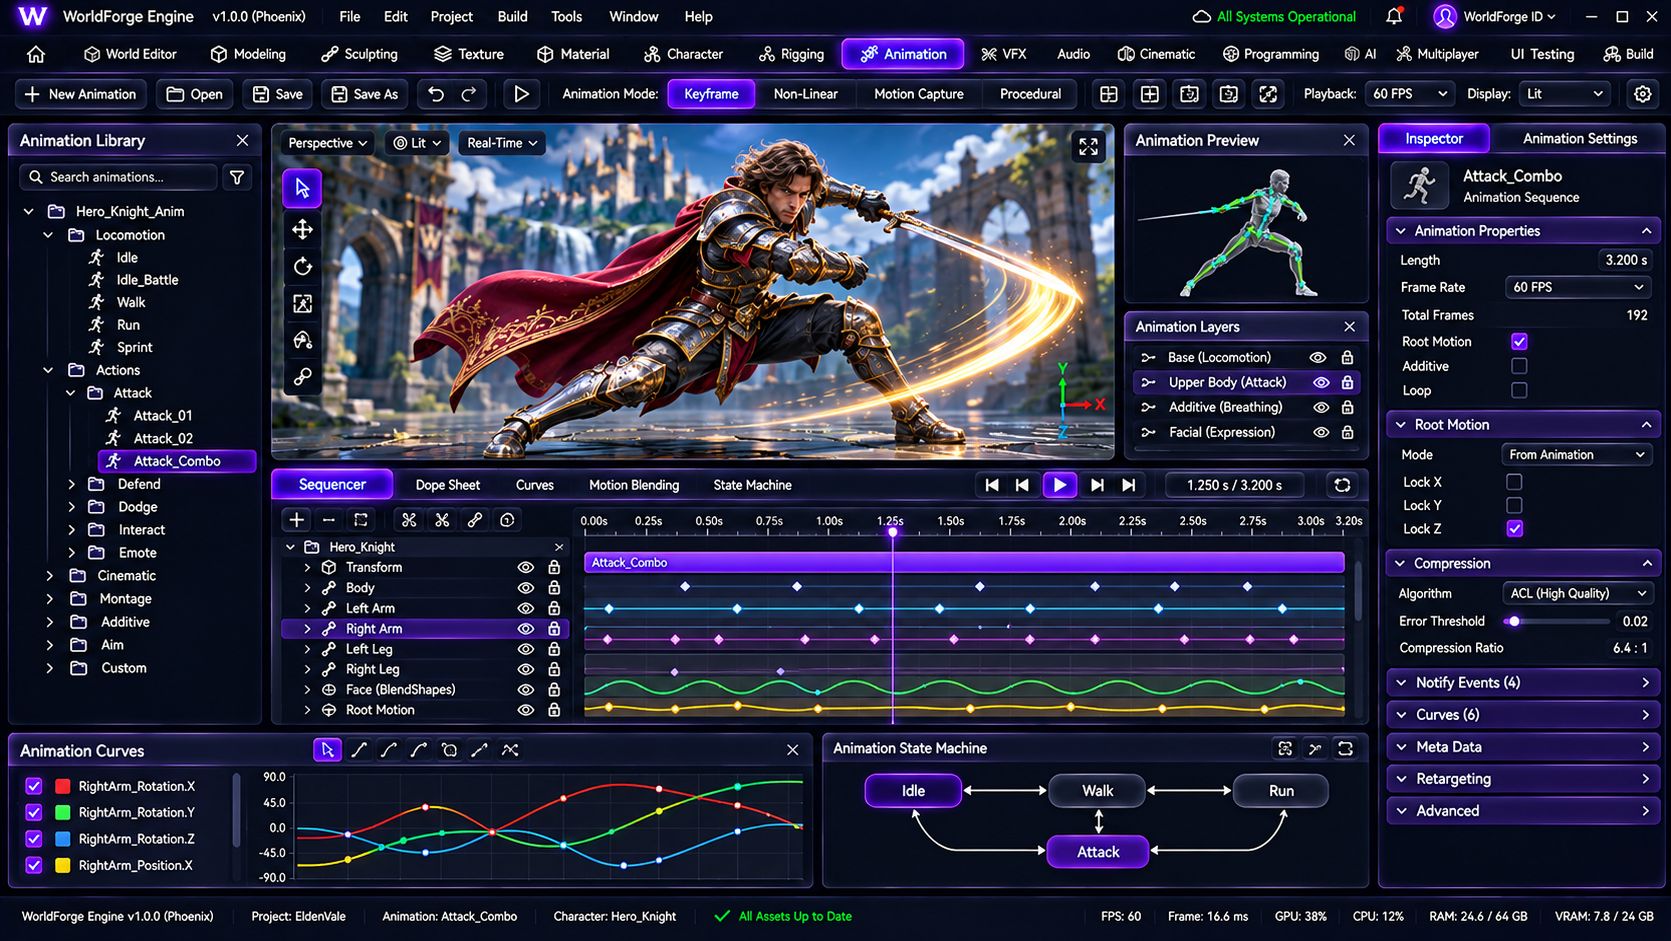 W WorldForge Engine v1.0.0 (Phoenix) File Edit Project Build Tools Window Help All Systems Operational WorldForge ID
World Editor Modeling Sculpting Texture Material Character Rigging Animation VFX Audio Cinematic Programming AI Multiplayer UI Testing Build
New Animation Open Save Save As Animation Mode: Keyframe Non-Linear Motion Capture Procedural Playback: 60 FPS Display: Lit
Animation Library
Search animations...
Hero_Knight_Anim
Locomotion
Idle
Idle_Battle
Walk
Run
Sprint
Actions
Attack
Attack_01
Attack_02
Attack_Combo
Defend
Dodge
Interact
Emote
Cinematic
Montage
Additive
Aim
Custom
Perspective Lit Real-Time
W
Y
X
Z
Animation Preview
Animation Layers
Base (Locomotion)
Upper Body (Attack)
Additive (Breathing)
Facial (Expression)
Inspector Animation Settings
Attack_Combo
Animation Sequence
Animation Properties
Length 3.200 s
Frame Rate 60 FPS
Total Frames 192
Root Motion
Additive
Loop
Root Motion
Mode From Animation
Lock X
Lock Y
Lock Z
Compression
Algorithm ACL (High Quality)
Error Threshold 0.02
Compression Ratio 6.4 : 1
Notify Events (4)
Curves (6)
Meta Data
Retargeting
Advanced
Sequencer Dope Sheet Curves Motion Blending State Machine 1.250 s / 3.200 s
0.00s 0.25s 0.50s 0.75s 1.00s 1.25s 1.50s 1.75s 2.00s 2.25s 2.50s 2.75s 3.00s 3.20s
Hero_Knight
Transform
Body
Left Arm
Right Arm
Left Leg
Right Leg
Face (BlendShapes)
Root Motion
Attack_Combo
Animation Curves
RightArm_Rotation.X
RightArm_Rotation.Y
RightArm_Rotation.Z
RightArm_Position.X
90.0
45.0
0.0
-45.0
-90.0
Animation State Machine
Idle Walk Run
Attack
WorldForge Engine v1.0.0 (Phoenix) Project: EldenVale Animation: Attack_Combo Character: Hero_Knight All Assets Up to Date FPS: 60 Frame: 16.6 ms GPU: 38% CPU: 12% RAM: 24.6 / 64 GB VRAM: 7.8 / 24 GB